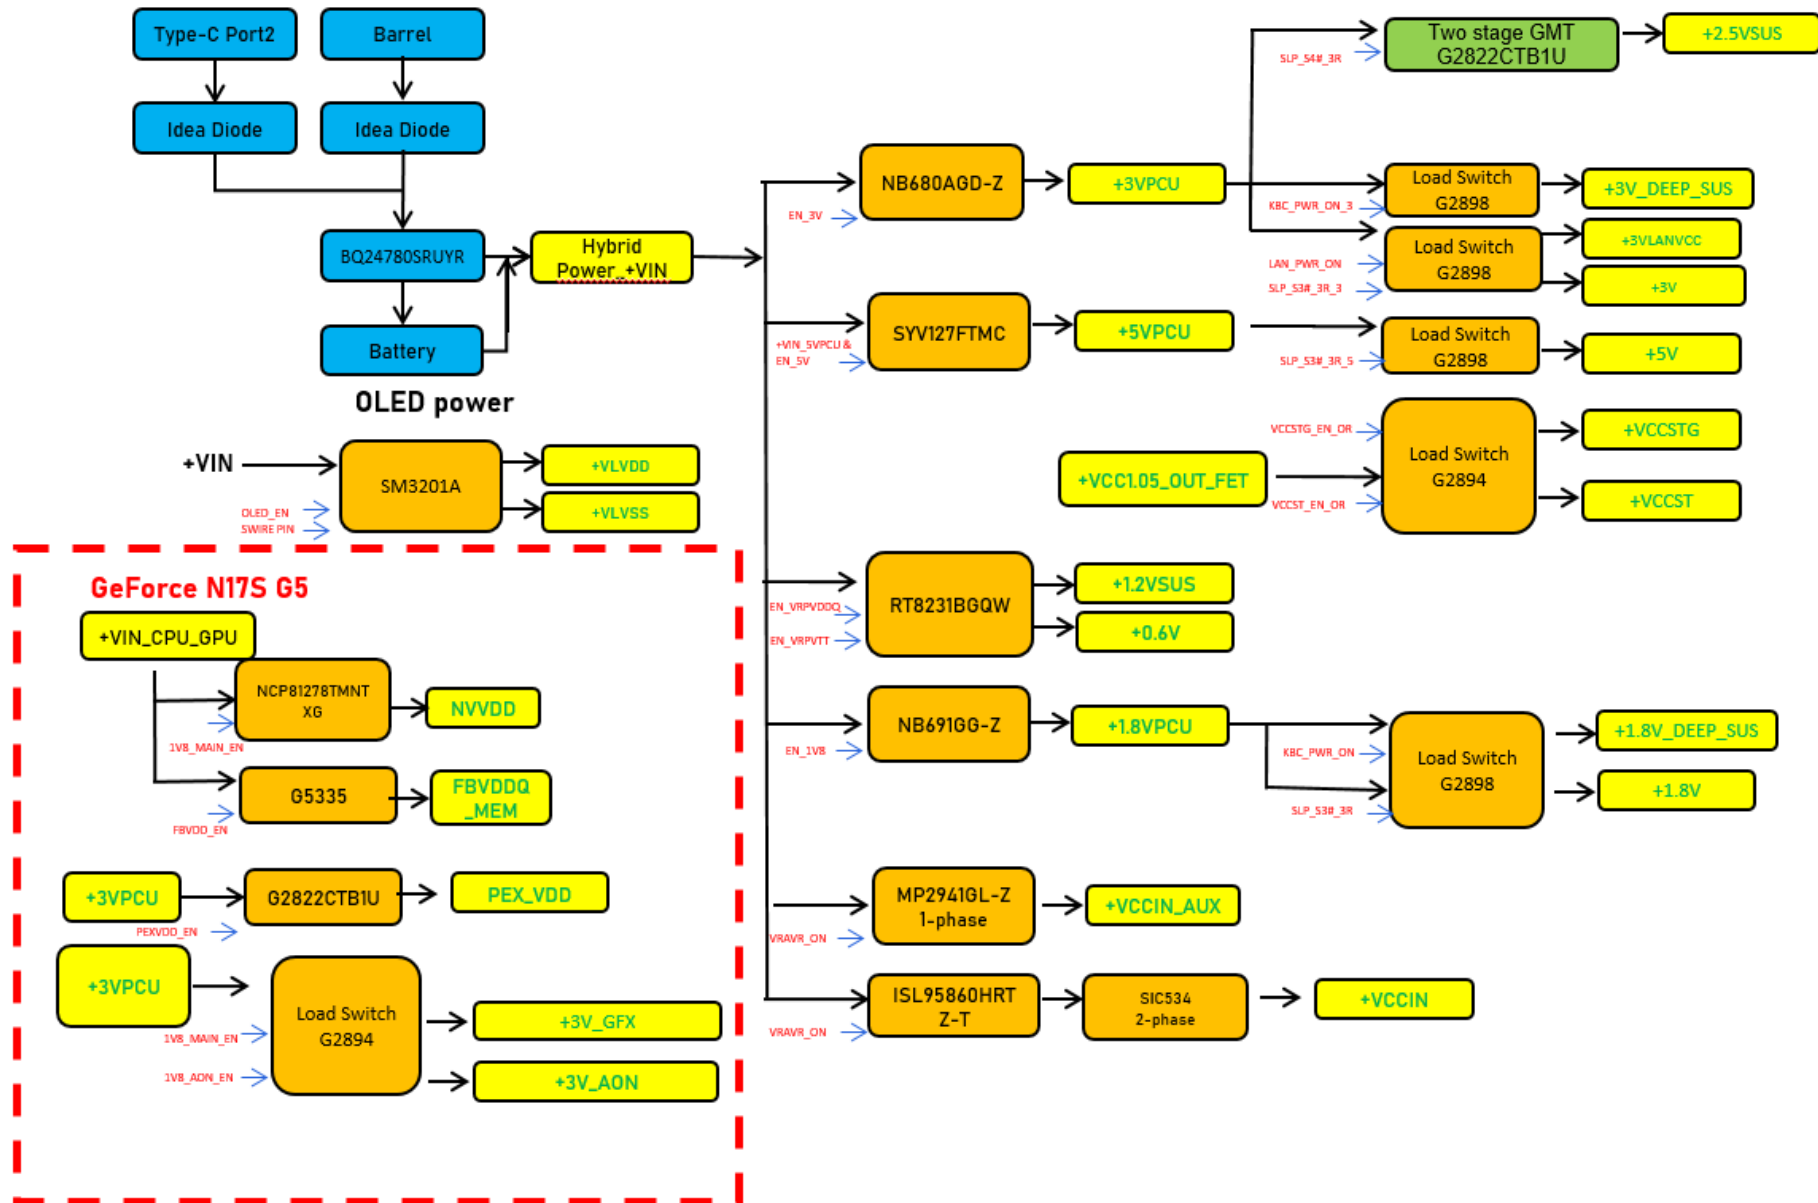 Type-C Port2
Barrel
Idea Diode
Idea Diode
BQ24780SRUYR
Battery
Hybrid
Power_+VIN
OLED power
+VIN
OLED_EN
SWIRE PIN
SM3201A
+VLVDD
+VLVSS
GeForce N17S G5
+VIN_CPU_GPU
NCP81278TMNT
XG
1V8_MAIN_EN
NVVDD
G5335
FBVDD_EN
FBVDDQ
_MEM
+3VPCU
PEXVDD_EN
G2822CTB1U
PEX_VDD
+3VPCU
1V8_MAIN_EN
1V8_AON_EN
Load Switch
G2894
+3V_GFX
+3V_AON
EN_3V
NB680AGD-Z
+3VPCU
SLP_S4#_3R
Two stage GMT
G2822CTB1U
+2.5VSUS
KBC_PWR_ON_3
Load Switch
G2898
+3V_DEEP_SUS
LAN_PWR_ON
SLP_S3#_3R_3
Load Switch
G2898
+3VLANVCC
+3V
+VIN_5VPCU &
EN_5V
SYV127FTMC
+5VPCU
SLP_S3#_3R_5
Load Switch
G2898
+5V
+VCC1.05_OUT_FET
VCCSTG_EN_OR
VCCST_EN_OR
Load Switch
G2894
+VCCSTG
+VCCST
EN_VRPVDDQ
EN_VRPVTT
RT8231BGQW
+1.2VSUS
+0.6V
EN_1V8
NB691GG-Z
+1.8VPCU
KBC_PWR_ON
SLP_S3#_3R
Load Switch
G2898
+1.8V_DEEP_SUS
+1.8V
VRAVR_ON
MP2941GL-Z
1-phase
+VCCIN_AUX
VRAVR_ON
ISL95860HRT
Z-T
SIC534
2-phase
+VCCIN